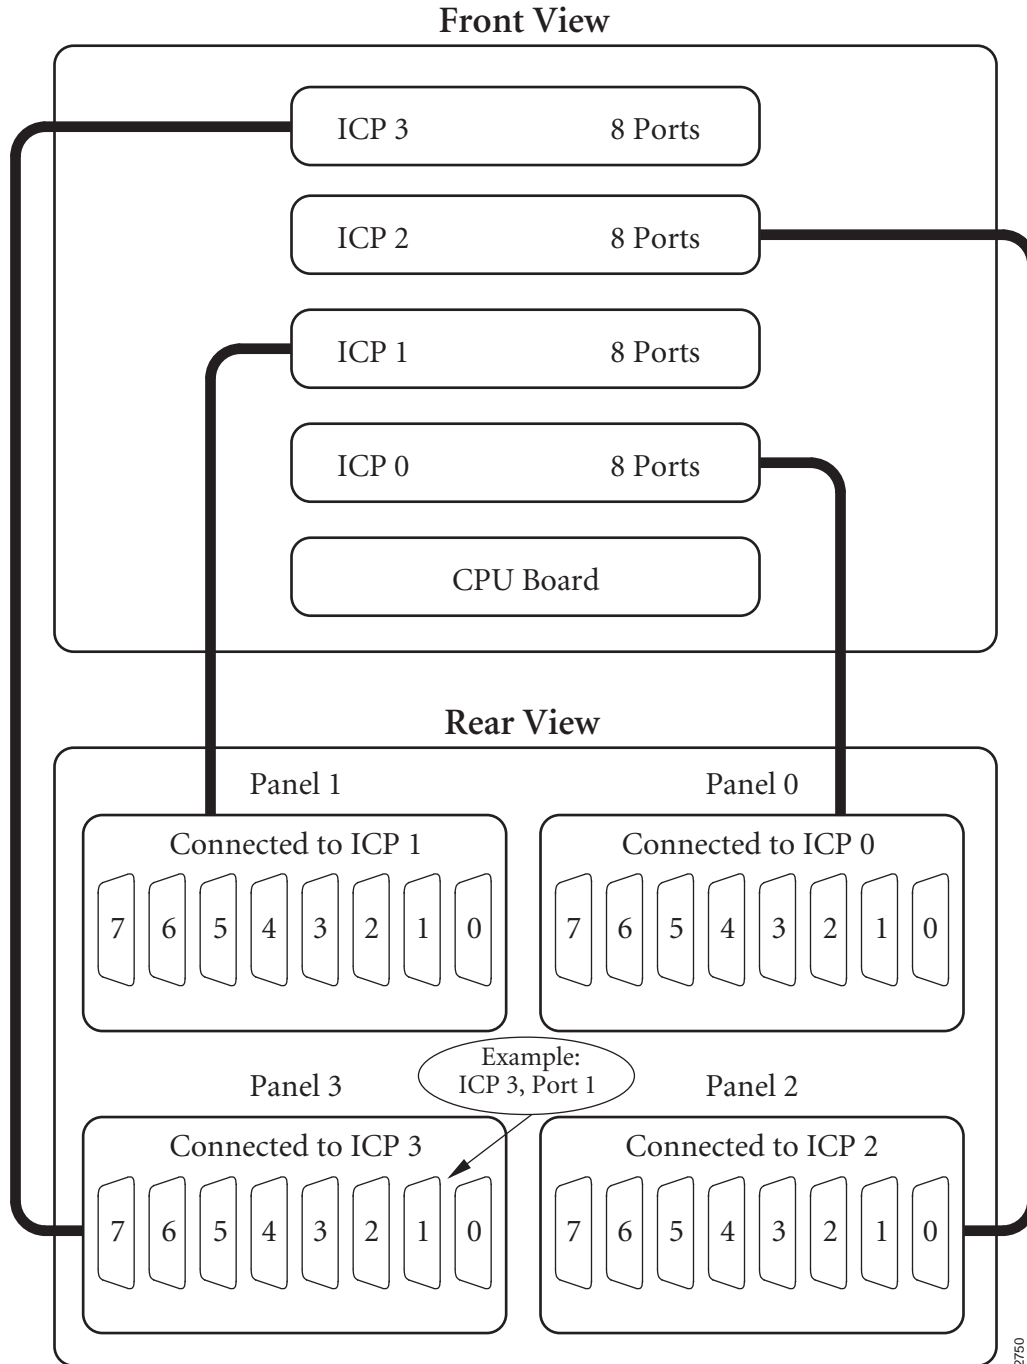 Front View
ICP 3 8 Ports
ICP 2 8 Ports
ICP 1 8 Ports
ICP 0 8 Ports
CPU Board
Rear View
Panel 1 Panel 0
Connected to ICP 1 Connected to ICP 0
7 6 5 4 3 2 1 0 7 6 5 4 3 2 1 0
Example:
ICP 3, Port 1
Panel 3 Panel 2
Connected to ICP 3 Connected to ICP 2
7 6 5 4 3 2 1 0 7 6 5 4 3 2 1 0
2750